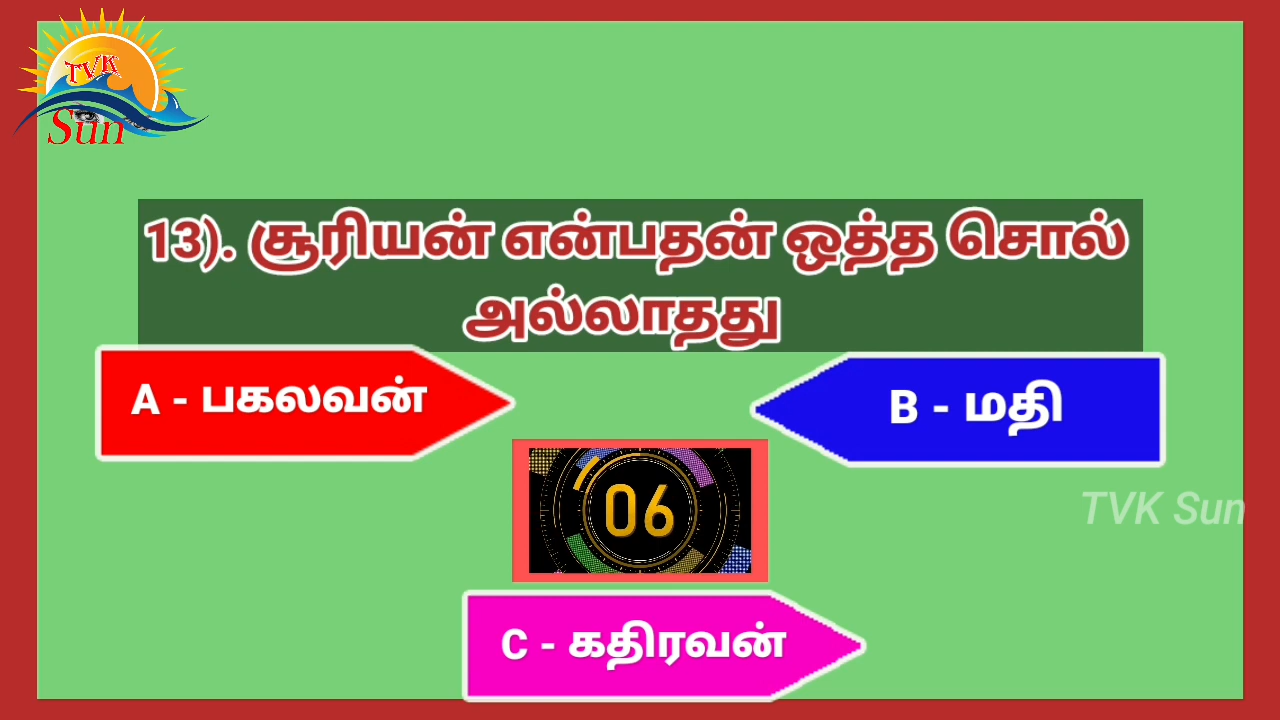 TVK
Sun
13). சூரியன் என்பதன் ஒத்த சொல்
அல்லாதது
A - பகலவன்
B - மதி
06
TVK Sun
C - கதிரவன்